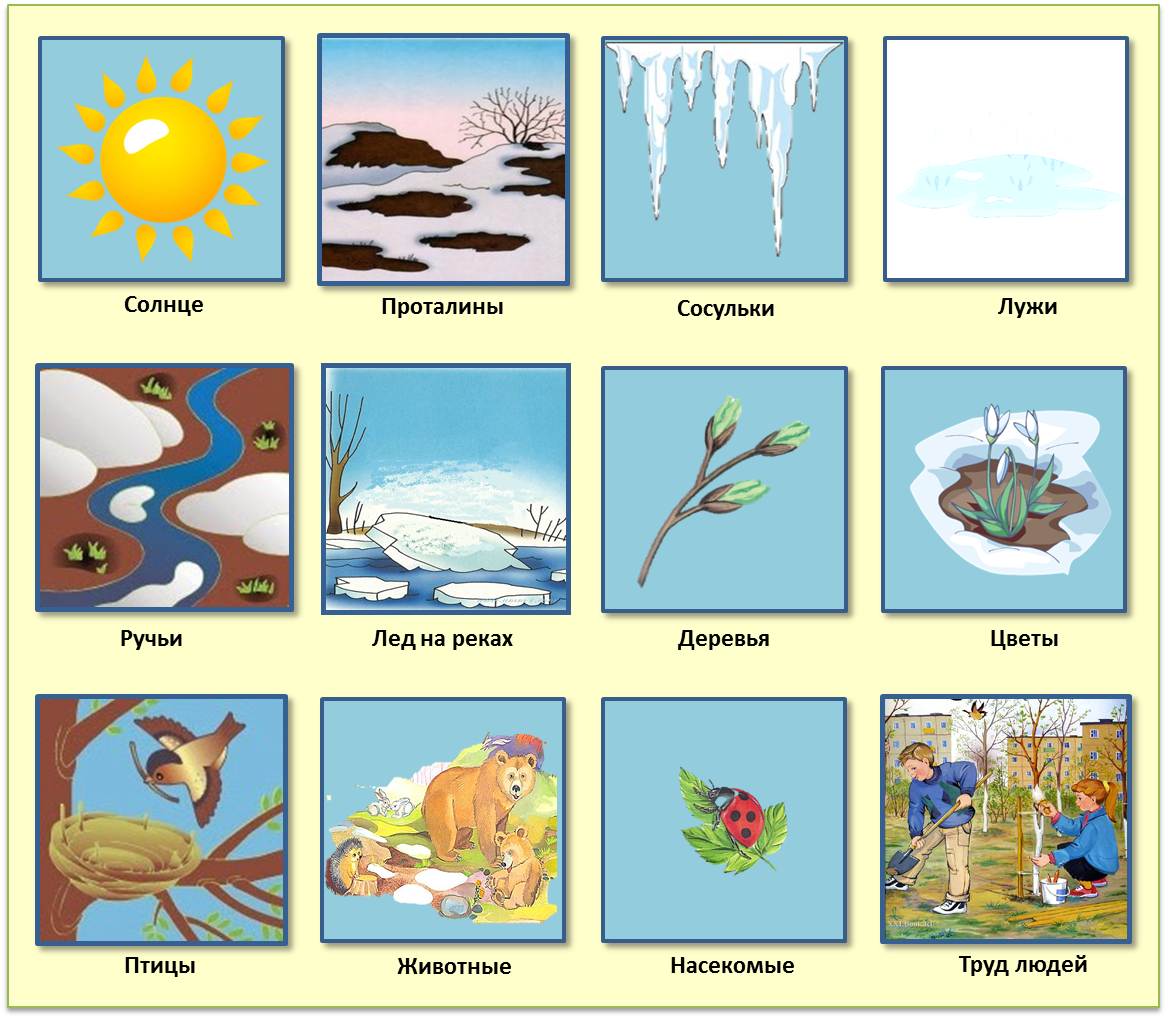 Солнце
Проталины
Сосульки
Лужи
Ручьи
Лед на реках
Деревья
Цветы
Птицы
Животные
Насекомые
Труд людей